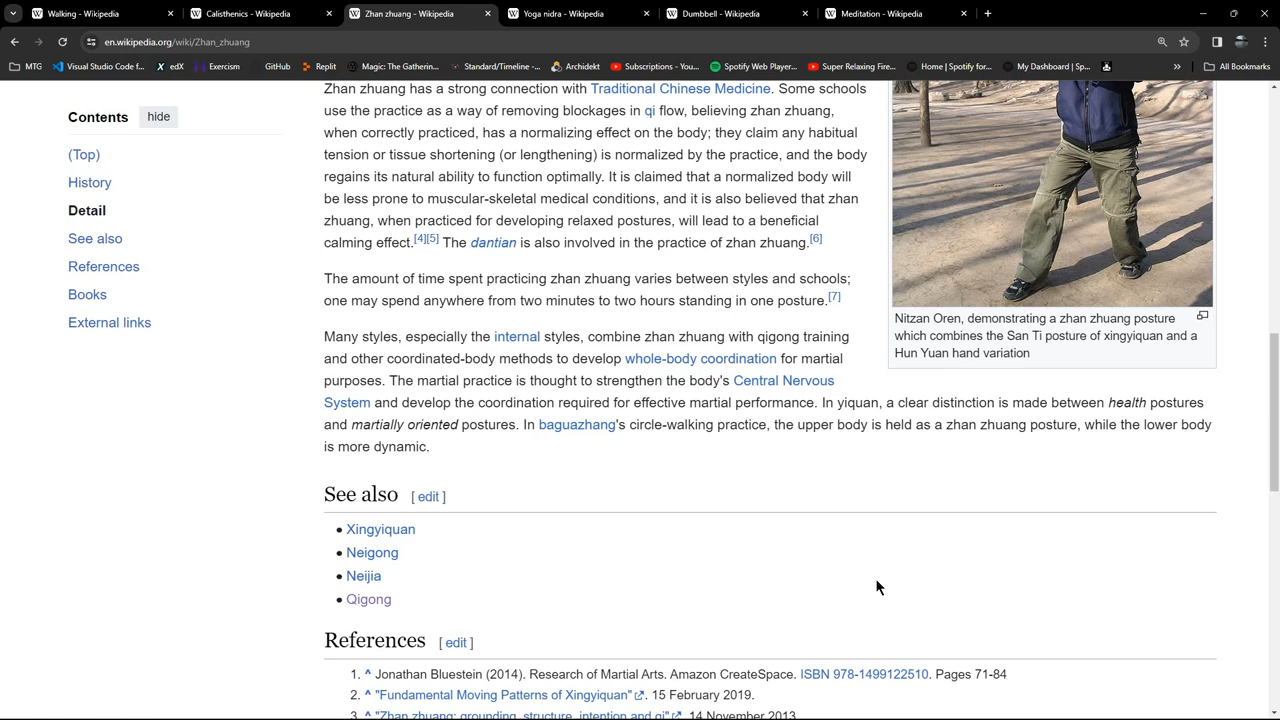 Walking - Wikipedia
Calisthenics - Wikipedia
Zhan zhuang - Wikipedia
Yoga nidra - Wikipedia
Dumbbell - Wikipedia
Meditation - Wikipedia
en.wikipedia.org/wiki/Zhan_zhuang
MTG
Visual Studio Code f...
edX
Exercism
GitHub
Replit
Magic: The Gatherin...
Standard/Timeline -...
Archidekt
Subscriptions - You...
Spotify Web Player...
Super Relaxing Fire...
Home | Spotify for...
My Dashboard | Sp...
All Bookmarks
Contents hide
(Top)
History
Detail
See also
References
Books
External links
Zhan zhuang has a strong connection with Traditional Chinese Medicine. Some schools
use the practice as a way of removing blockages in qi flow, believing zhan zhuang,
when correctly practiced, has a normalizing effect on the body; they claim any habitual
tension or tissue shortening (or lengthening) is normalized by the practice, and the body
regains its natural ability to function optimally. It is claimed that a normalized body will
be less prone to muscular-skeletal medical conditions, and it is also believed that zhan
zhuang, when practiced for developing relaxed postures, will lead to a beneficial
calming effect.[4][5] The dantian is also involved in the practice of zhan zhuang.[6]
The amount of time spent practicing zhan zhuang varies between styles and schools;
one may spend anywhere from two minutes to two hours standing in one posture.[7]
Many styles, especially the internal styles, combine zhan zhuang with qigong training
and other coordinated-body methods to develop whole-body coordination for martial
purposes. The martial practice is thought to strengthen the body's Central Nervous
System and develop the coordination required for effective martial performance. In yiquan, a clear distinction is made between health postures
and martially oriented postures. In baguazhang's circle-walking practice, the upper body is held as a zhan zhuang posture, while the lower body
is more dynamic.
Nitzan Oren, demonstrating a zhan zhuang posture
which combines the San Ti posture of xingyiquan and a
Hun Yuan hand variation
See also [ edit ]
• Xingyiquan
• Neigong
• Neijia
• Qigong
References [ edit ]
1. ^ Jonathan Bluestein (2014). Research of Martial Arts. Amazon CreateSpace. ISBN 978-1499122510. Pages 71-84
2. ^ "Fundamental Moving Patterns of Xingyiquan". 15 February 2019.
3. ^ "Zhan zhuang: grounding, structure, intention and qi". 14 November 2013.